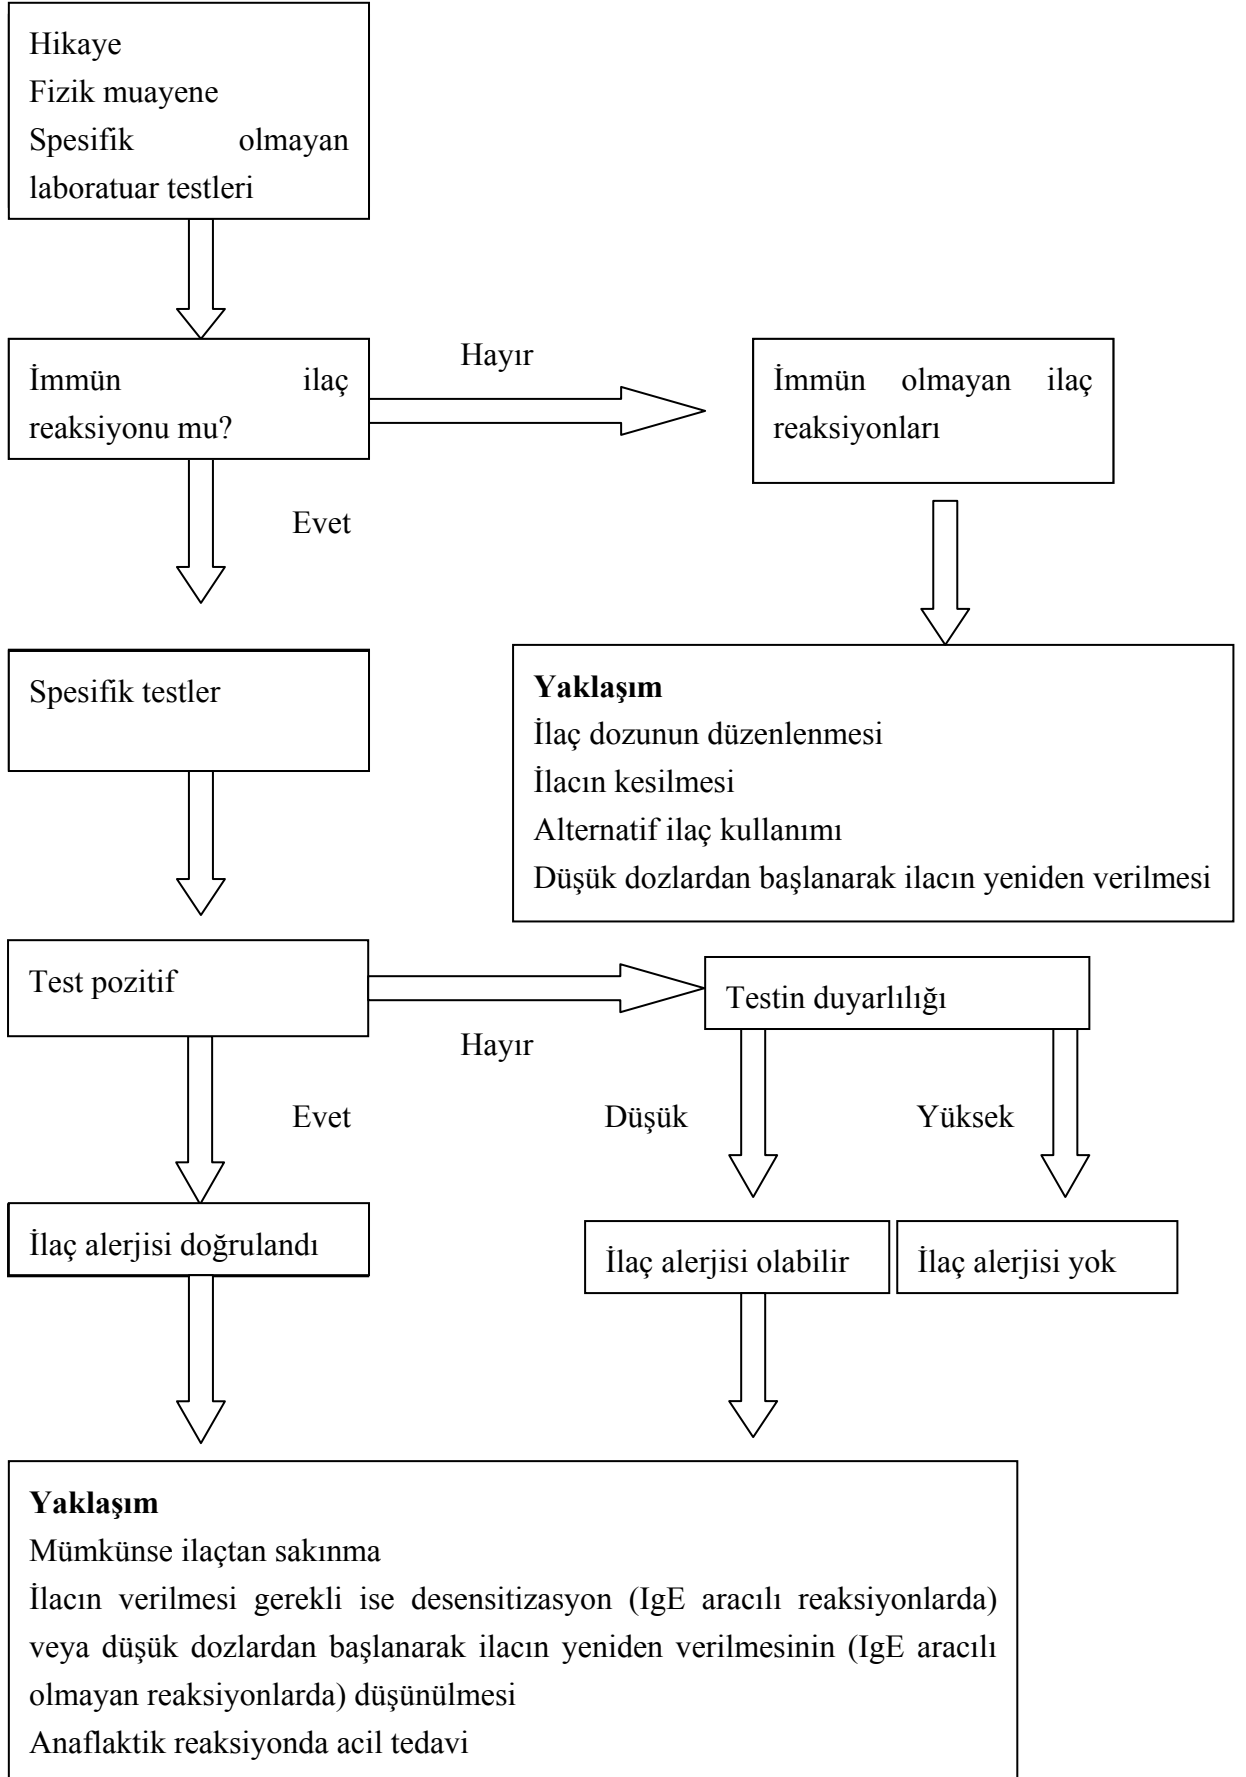 Hikaye
Fizik muayene
Spesifik olmayan
laboratuar testleri
Hayır
İmmün ilaç
reaksiyonu mu?
İmmün olmayan ilaç
reaksiyonları
Evet
Spesifik testler
Yaklaşım
İlaç dozunun düzenlenmesi
İlacın kesilmesi
Alternatif ilaç kullanımı
Düşük dozlardan başlanarak ilacın yeniden verilmesi
Test pozitif
Testin duyarlılığı
Hayır
Evet
Düşük
Yüksek
İlaç alerjisi doğrulandı
İlaç alerjisi olabilir
İlaç alerjisi yok
Yaklaşım
Mümkünse ilaçtan sakınma
İlacın verilmesi gerekli ise desensitizasyon (IgE aracılı reaksiyonlarda)
veya düşük dozlardan başlanarak ilacın yeniden verilmesinin (IgE aracılı
olmayan reaksiyonlarda) düşünülmesi
Anaflaktik reaksiyonda acil tedavi